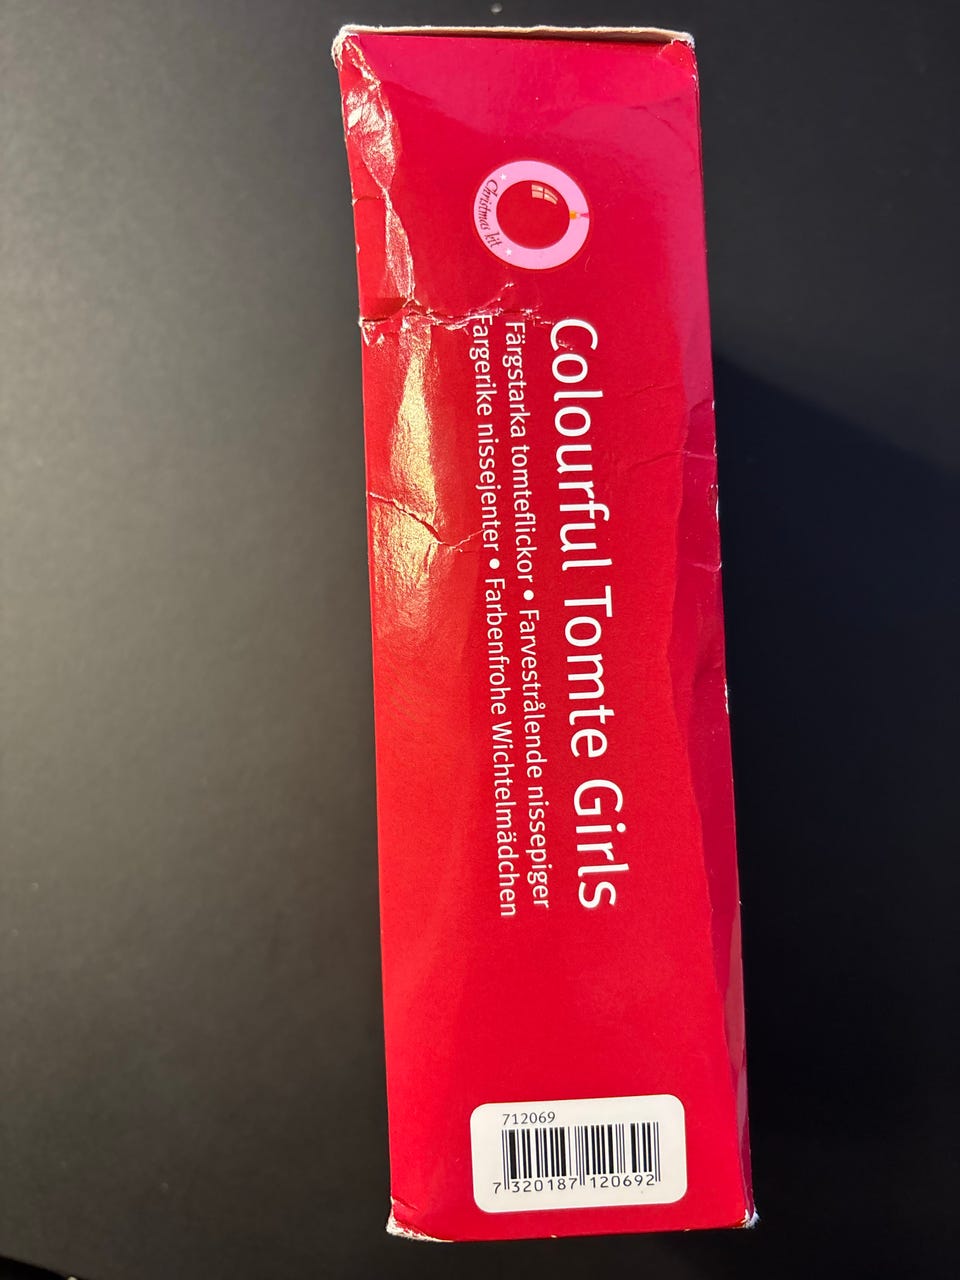 Christmas kit
Colourful Tomte Girls
Färgstarka tomteflickor • Farvestrålende nissepiger
Fargerike nissejenter • Farbenfrohe Wichtelmädchen
712069
7 320187 120692